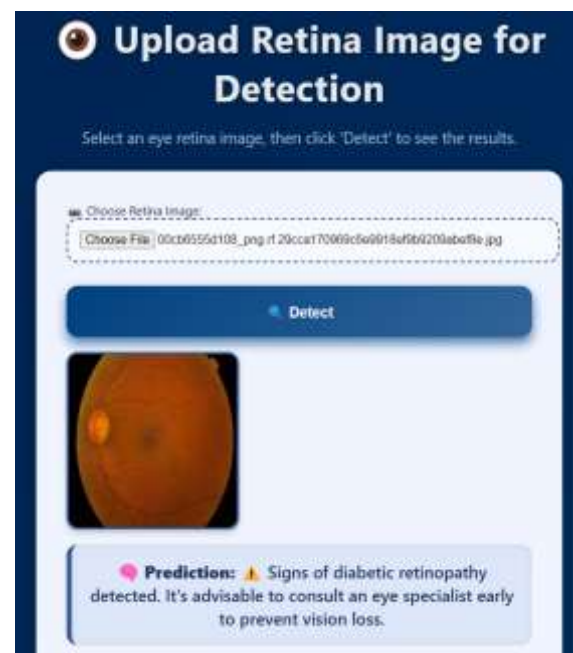 Upload Retina Image for
Detection
Select an eye retina image, then click 'Detect' to see the results.
Choose Retina Image:
Choose File
Detect
Prediction: ⚠️ Signs of diabetic retinopathy
detected. It's advisable to consult an eye specialist early
to prevent vision loss.